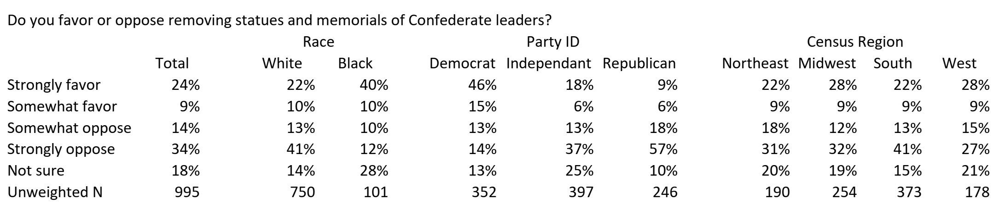 Do you favor or oppose removing statues and memorials of Confederate leaders?
Race Party ID Census Region
Total White Black Democrat Independant Republican Northeast Midwest South West
Strongly favor 24% 22% 40% 46% 18% 9% 22% 28% 22% 28%
Somewhat favor 9% 10% 10% 15% 6% 6% 9% 9% 9% 9%
Somewhat oppose 14% 13% 10% 13% 13% 18% 18% 12% 13% 15%
Strongly oppose 34% 41% 12% 14% 37% 57% 31% 32% 41% 27%
Not sure 18% 14% 28% 13% 25% 10% 20% 19% 15% 21%
Unweighted N 995 750 101 352 397 246 190 254 373 178